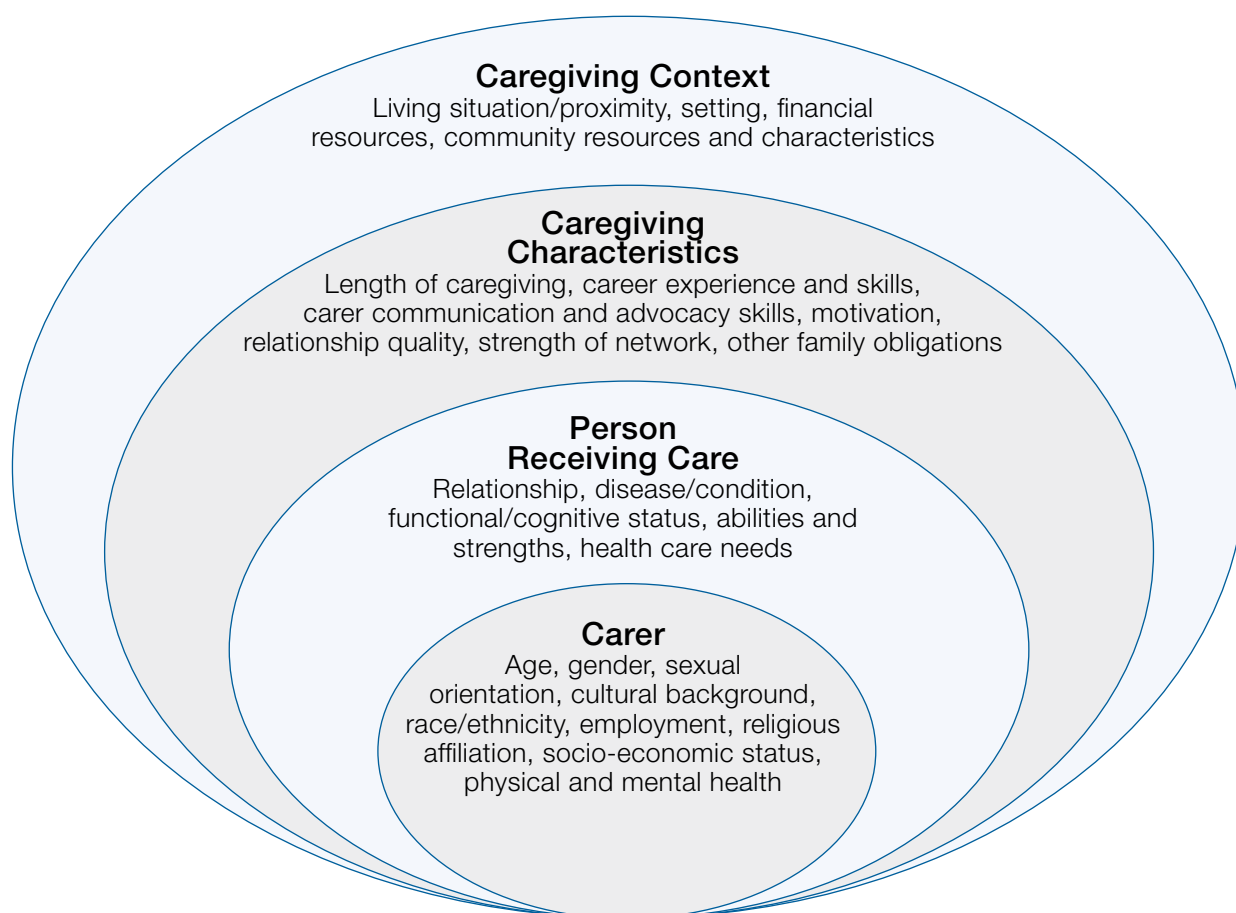 Caregiving Context
Living situation/proximity, setting, financial
resources, community resources and characteristics
Caregiving
Characteristics
Length of caregiving, career experience and skills,
carer communication and advocacy skills, motivation,
relationship quality, strength of network, other family obligations
Person
Receiving Care
Relationship, disease/condition,
functional/cognitive status, abilities and
strengths, health care needs
Carer
Age, gender, sexual
orientation, cultural background,
race/ethnicity, employment, religious
affiliation, socio-economic status,
physical and mental health